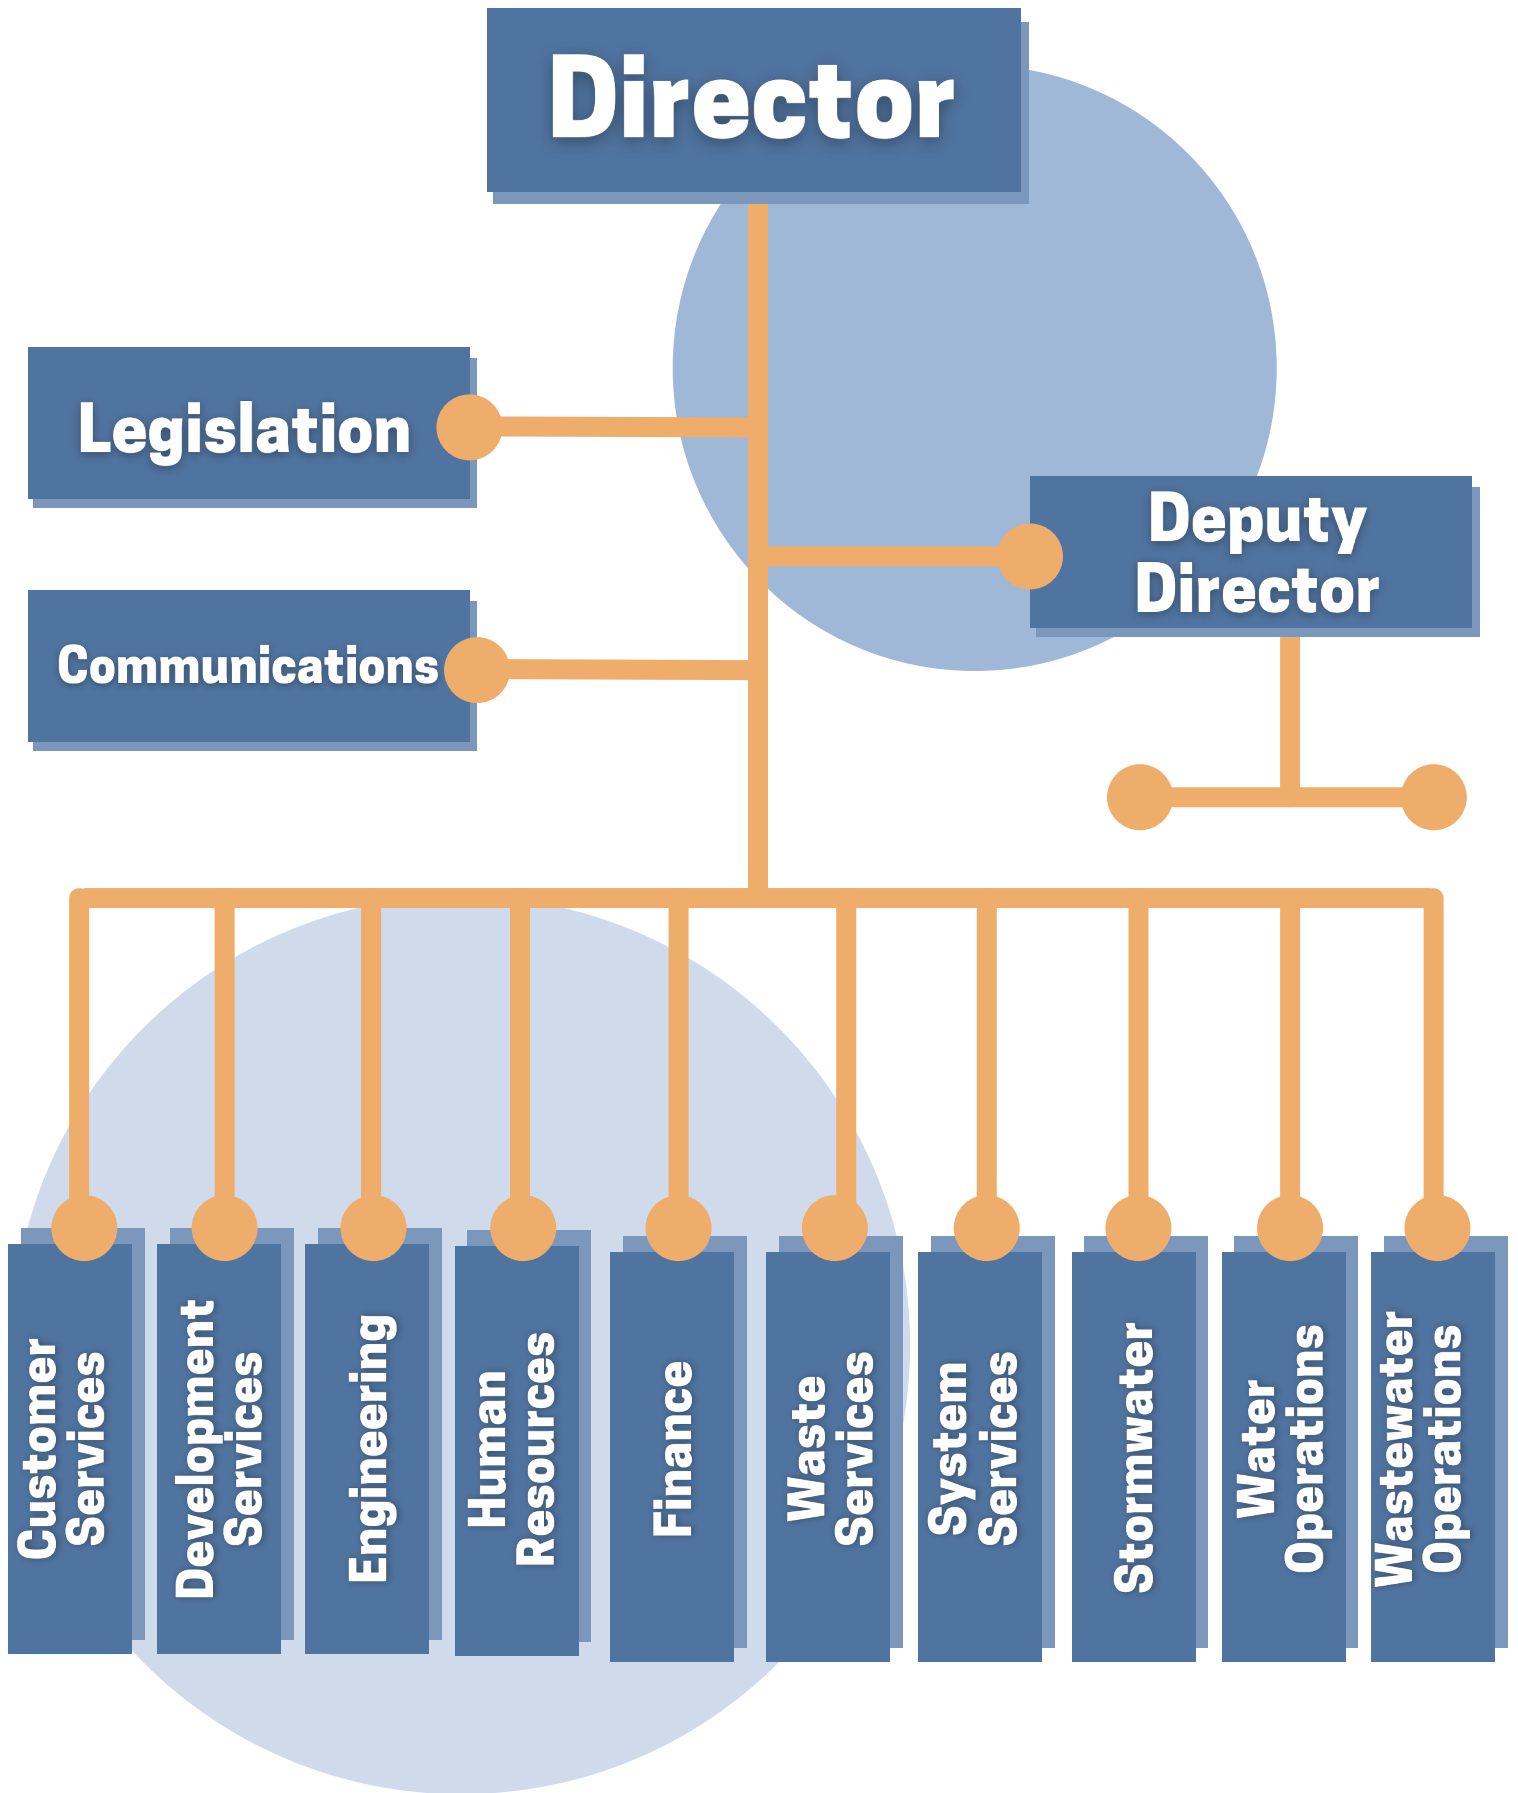 Director
Legislation
Deputy
Director
Communications
Customer
Services
Development
Services
Engineering
Human
Resources
Finance
Waste
Services
System
Services
Stormwater
Water
Operations
Wastewater
Operations